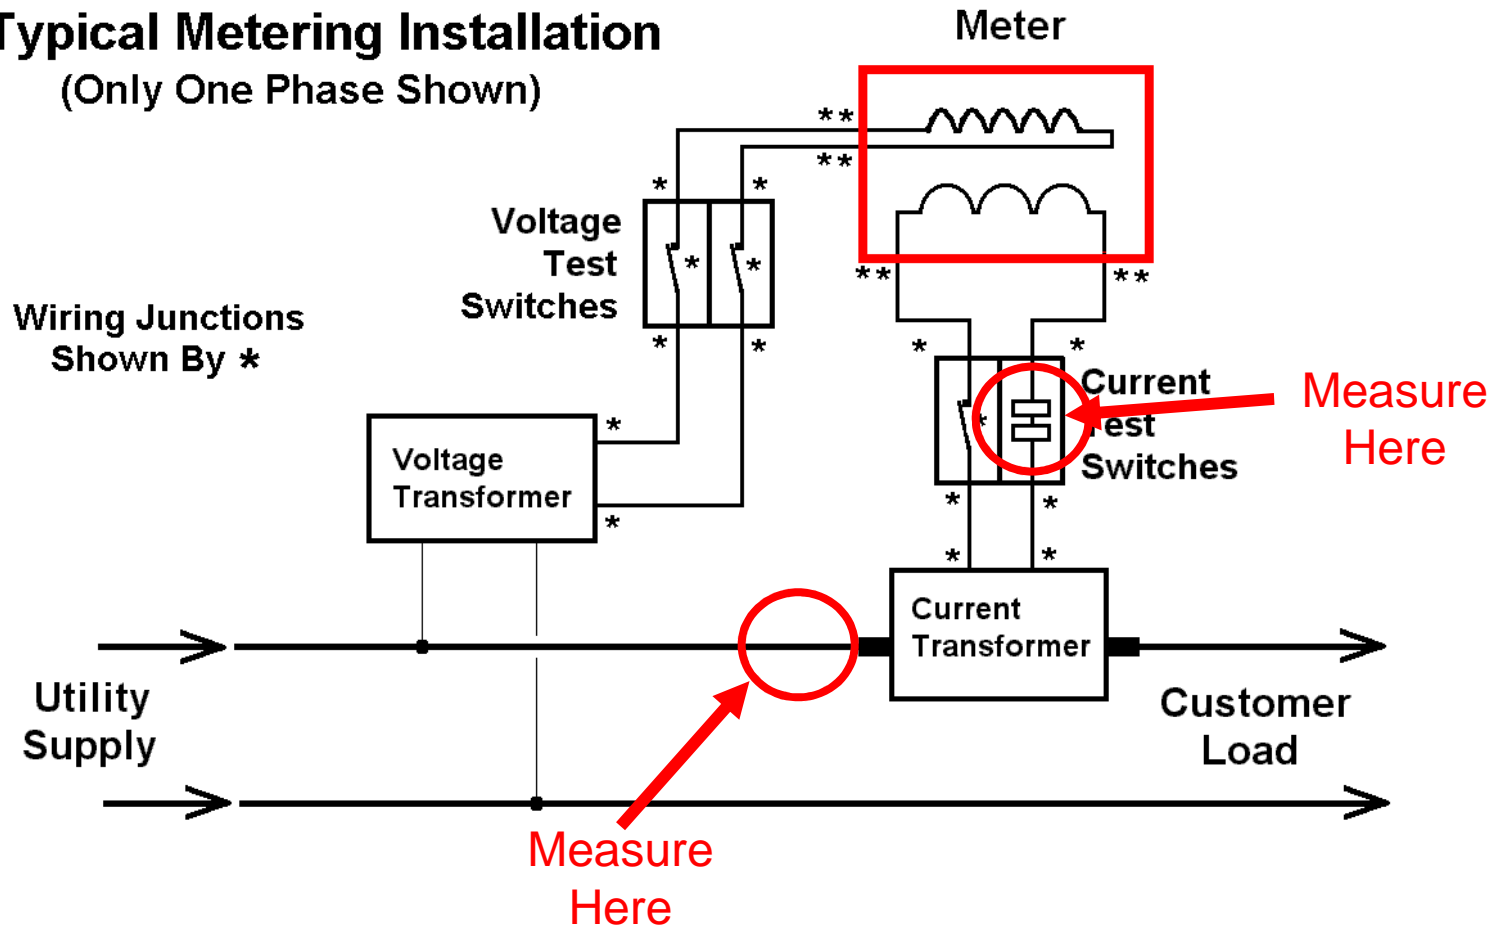 Typical Metering Installation
(Only One Phase Shown)
Meter
**
**
* *
Voltage
Test
Switches
* *
* *
** **
Wiring Junctions
Shown By *
* *
Current
Test
Switches
*
Measure
Here
Voltage
Transformer
*
*
* *
* *
Current
Transformer
Utility
Supply
Customer
Load
Measure
Here